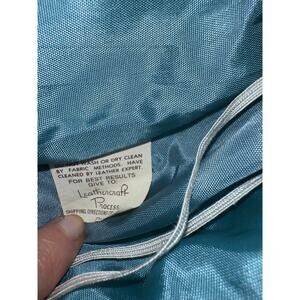 WASH OR DRY CLEAN
BY FABRIC METHODS. HAVE
CLEANED BY LEATHER EXPERT.
FOR BEST RESULTS
GIVE TO:
Leathercraft
Process
SHIPPING DIRECTIONS